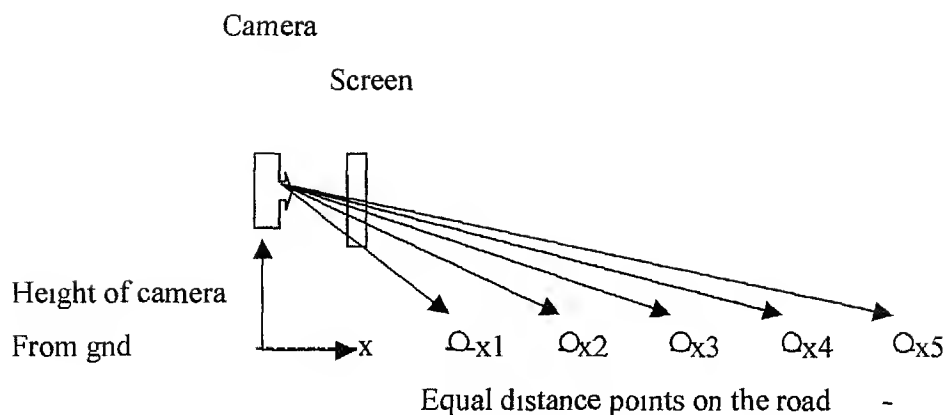 Camera
Screen
Height of camera
From gnd
x x1 x2 x3 x4 x5
Equal distance points on the road